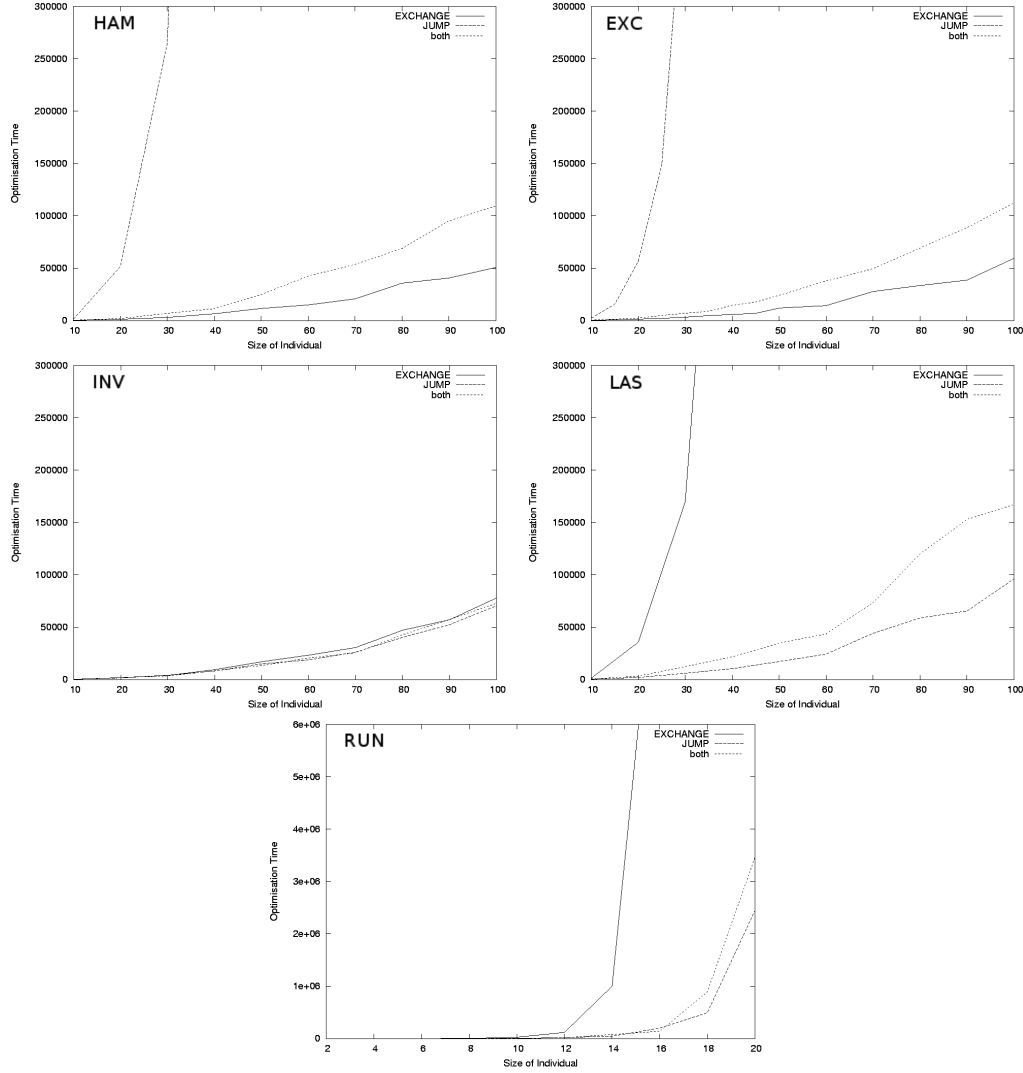 HAM
EXCHANGE
JUMP
both
300000
250000
200000
150000
100000
50000
0
Optimisation Time
10 20 30 40 50 60 70 80 90 100
Size of Individual
EXC
EXCHANGE
JUMP
both
300000
250000
200000
150000
100000
50000
0
Optimisation Time
10 20 30 40 50 60 70 80 90 100
Size of Individual
INV
EXCHANGE
JUMP
both
300000
250000
200000
150000
100000
50000
0
Optimisation Time
10 20 30 40 50 60 70 80 90 100
Size of Individual
LAS
EXCHANGE
JUMP
both
300000
250000
200000
150000
100000
50000
0
Optimisation Time
10 20 30 40 50 60 70 80 90 100
Size of Individual
RUN
EXCHANGE
JUMP
both
6e+06
5e+06
4e+06
3e+06
2e+06
1e+06
0
Optimisation Time
2 4 6 8 10 12 14 16 18 20
Size of Individual